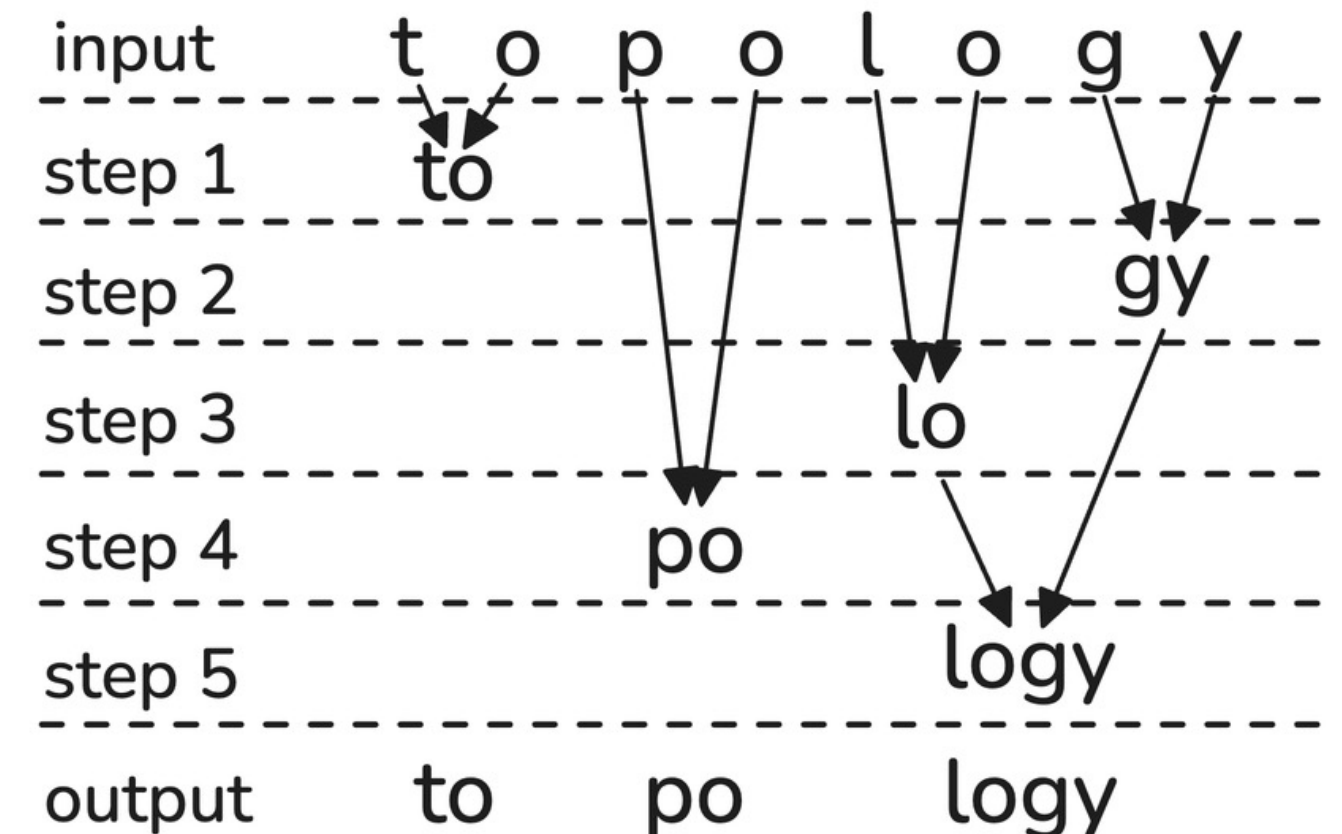 input t o p o l o g y
step 1 to
step 2 gy
step 3 lo
step 4 po
step 5 logy
output to po logy